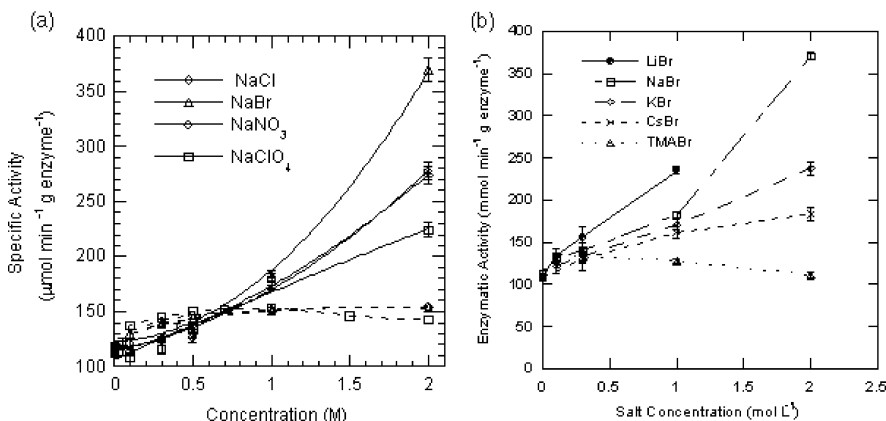 (a)
400
350
300
250
200
150
100
0
0.5
1
1.5
2
NaCl
NaBr
NaNO3
NaClO4
Specific Activity
(µmol min⁻¹ g enzyme⁻¹)
Concentration (M)
(b)
400
350
300
250
200
150
100
50
0
0
0.5
1.0
1.5
2.0
2.5
LiBr
NaBr
KBr
CsBr
TMABr
Enzymatic Activity (mmol min⁻¹ g enzyme⁻¹)
Salt Concentration (mol L⁻¹)